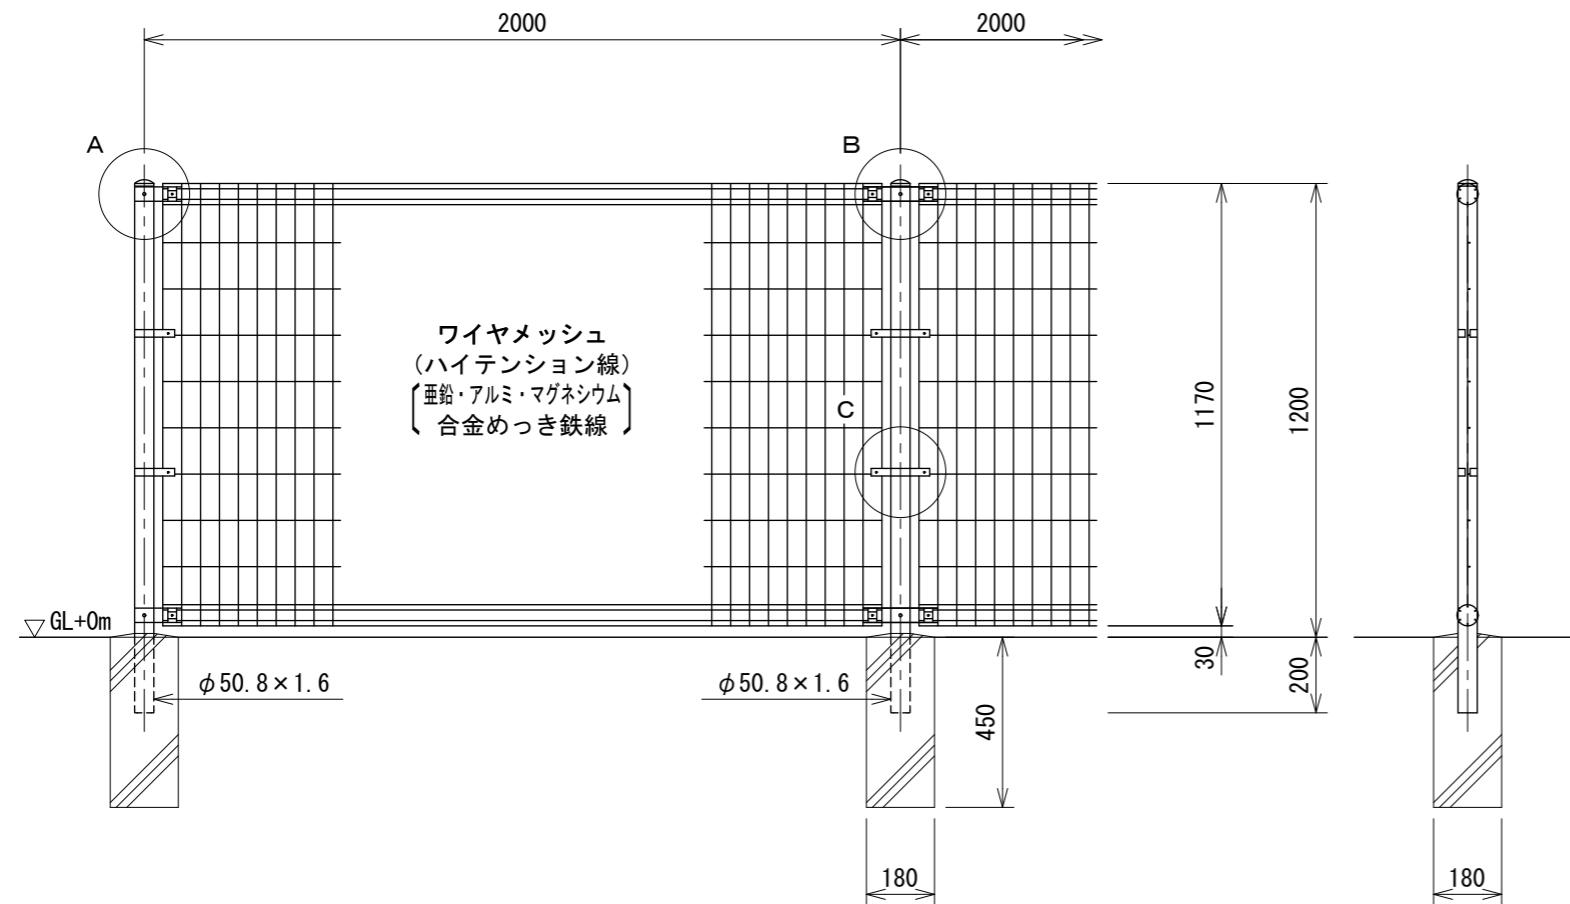 2000
2000
A
B
ワイヤメッシュ
(ハイテンション線)
亜鉛・アルミ・マグネシウム
合金めっき鉄線
C
1170
1200
GL+0m
30
200
φ50.8×1.6
φ50.8×1.6
450
180
180